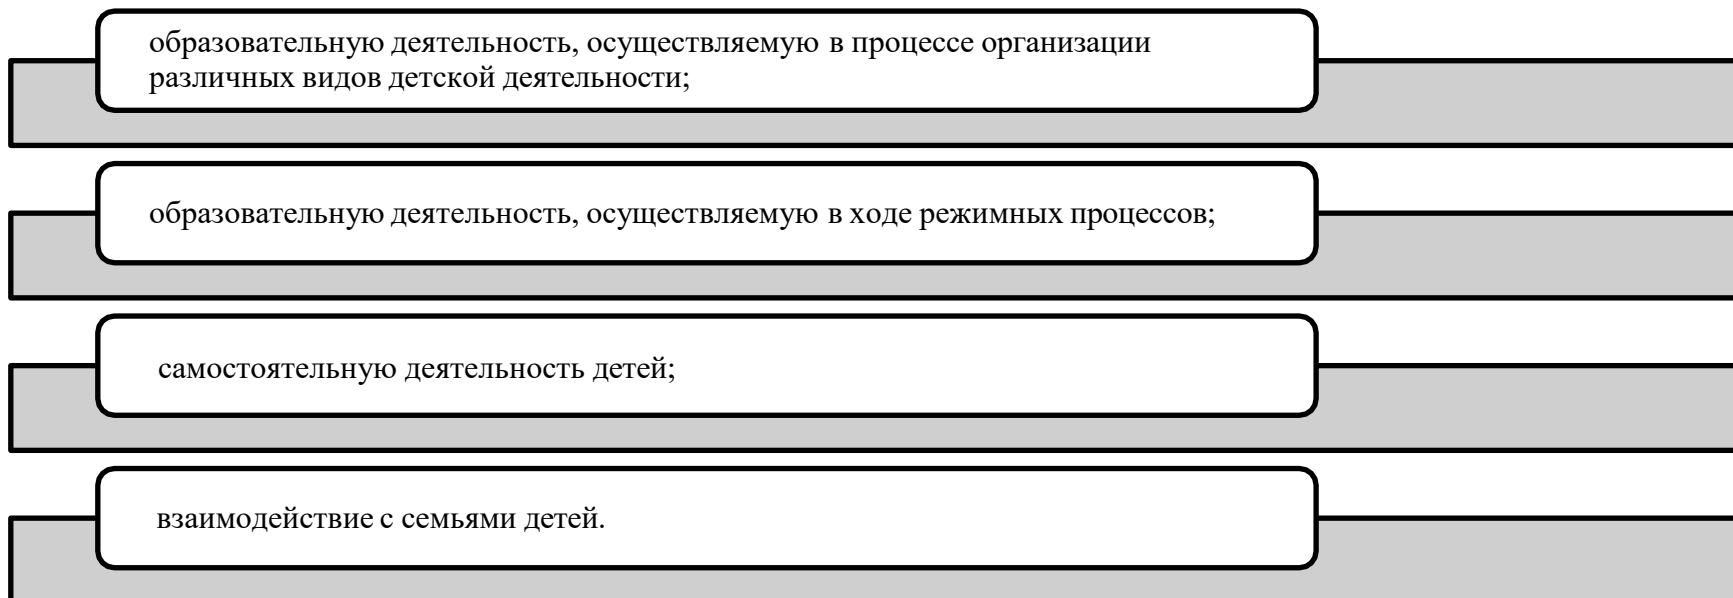 образовательную деятельность, осуществляемую в процессе организации
различных видов детской деятельности;
образовательную деятельность, осуществляемую в ходе режимных процессов;
самостоятельную деятельность детей;
взаимодействие с семьями детей.